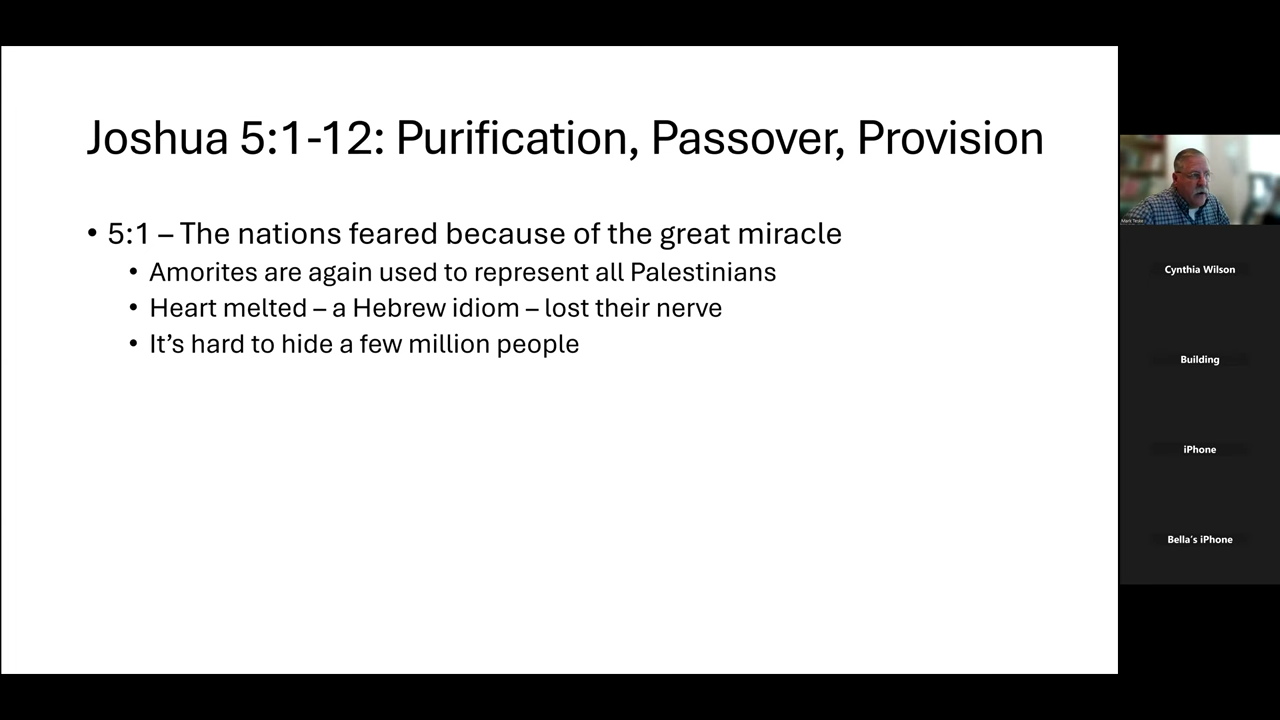 Joshua 5:1-12: Purification, Passover, Provision
• 5:1 – The nations feared because of the great miracle
• Amorites are again used to represent all Palestinians
• Heart melted – a Hebrew idiom – lost their nerve
• It’s hard to hide a few million people
Cynthia Wilson
Building
iPhone
Bella’s iPhone